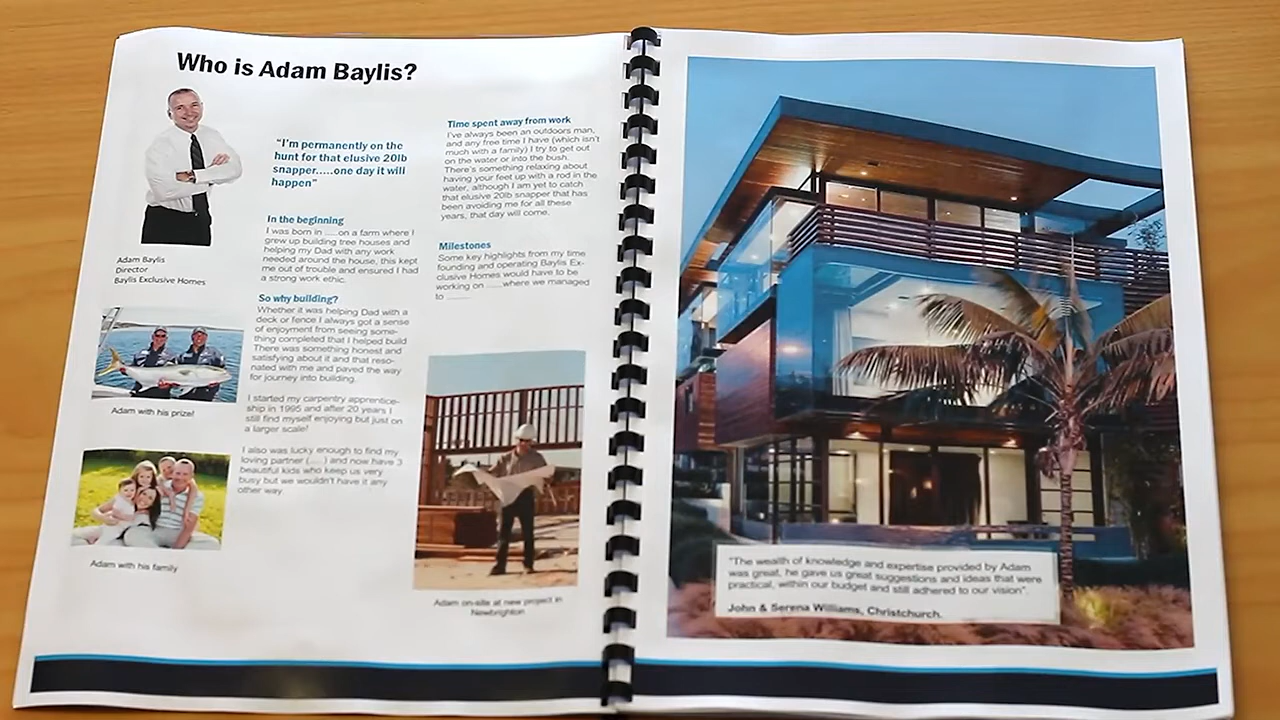 Who is Adam Baylis?
Adam Baylis
Director
Baylis Exclusive Homes
Adam with his prize!
Adam with his family
"I'm permanently on the
hunt for that elusive 20lb
snapper.....one day it will
happen"
In the beginning
I was born in .....on a farm where I
grew up building tree houses and
helping my Dad with any work
needed around the house, this kept
me out of trouble and ensured I had
a strong work ethic.
So why building?
Whether it was helping Dad with a
deck or fence I always got a sense
of enjoyment from seeing some-
thing completed that I helped build
There was something honest and
satisfying about it and that reso-
nated with me and paved the way
for journey into building.
I started my carpentry apprentice-
ship in 1995 and after 20 years I
still find myself enjoying but just on
a larger scale!
I also was lucky enough to find my
loving partner (.....) and now have 3
beautiful kids who keep us very
busy but we wouldn't have it any
other way.
Time spent away from work
I've always been an outdoors man,
and any free time I have (which isn't
much with a family) I try to get out
on the water or into the bush.
There's something relaxing about
having your feet up with a rod in the
water, although I am yet to catch
that elusive 20lb snapper that has
been avoiding me for all these
years, that day will come.
Milestones
Some key highlights from my time
founding and operating Baylis Ex-
clusive Homes would have to be
working on ......where we managed
to .........
Adam on-site at new project in
Newbrighton
"The wealth of knowledge and expertise provided by Adam
was great, he gave us great suggestions and ideas that were
practical, within our budget and still adhered to our vision".
John & Serena Williams, Christchurch.